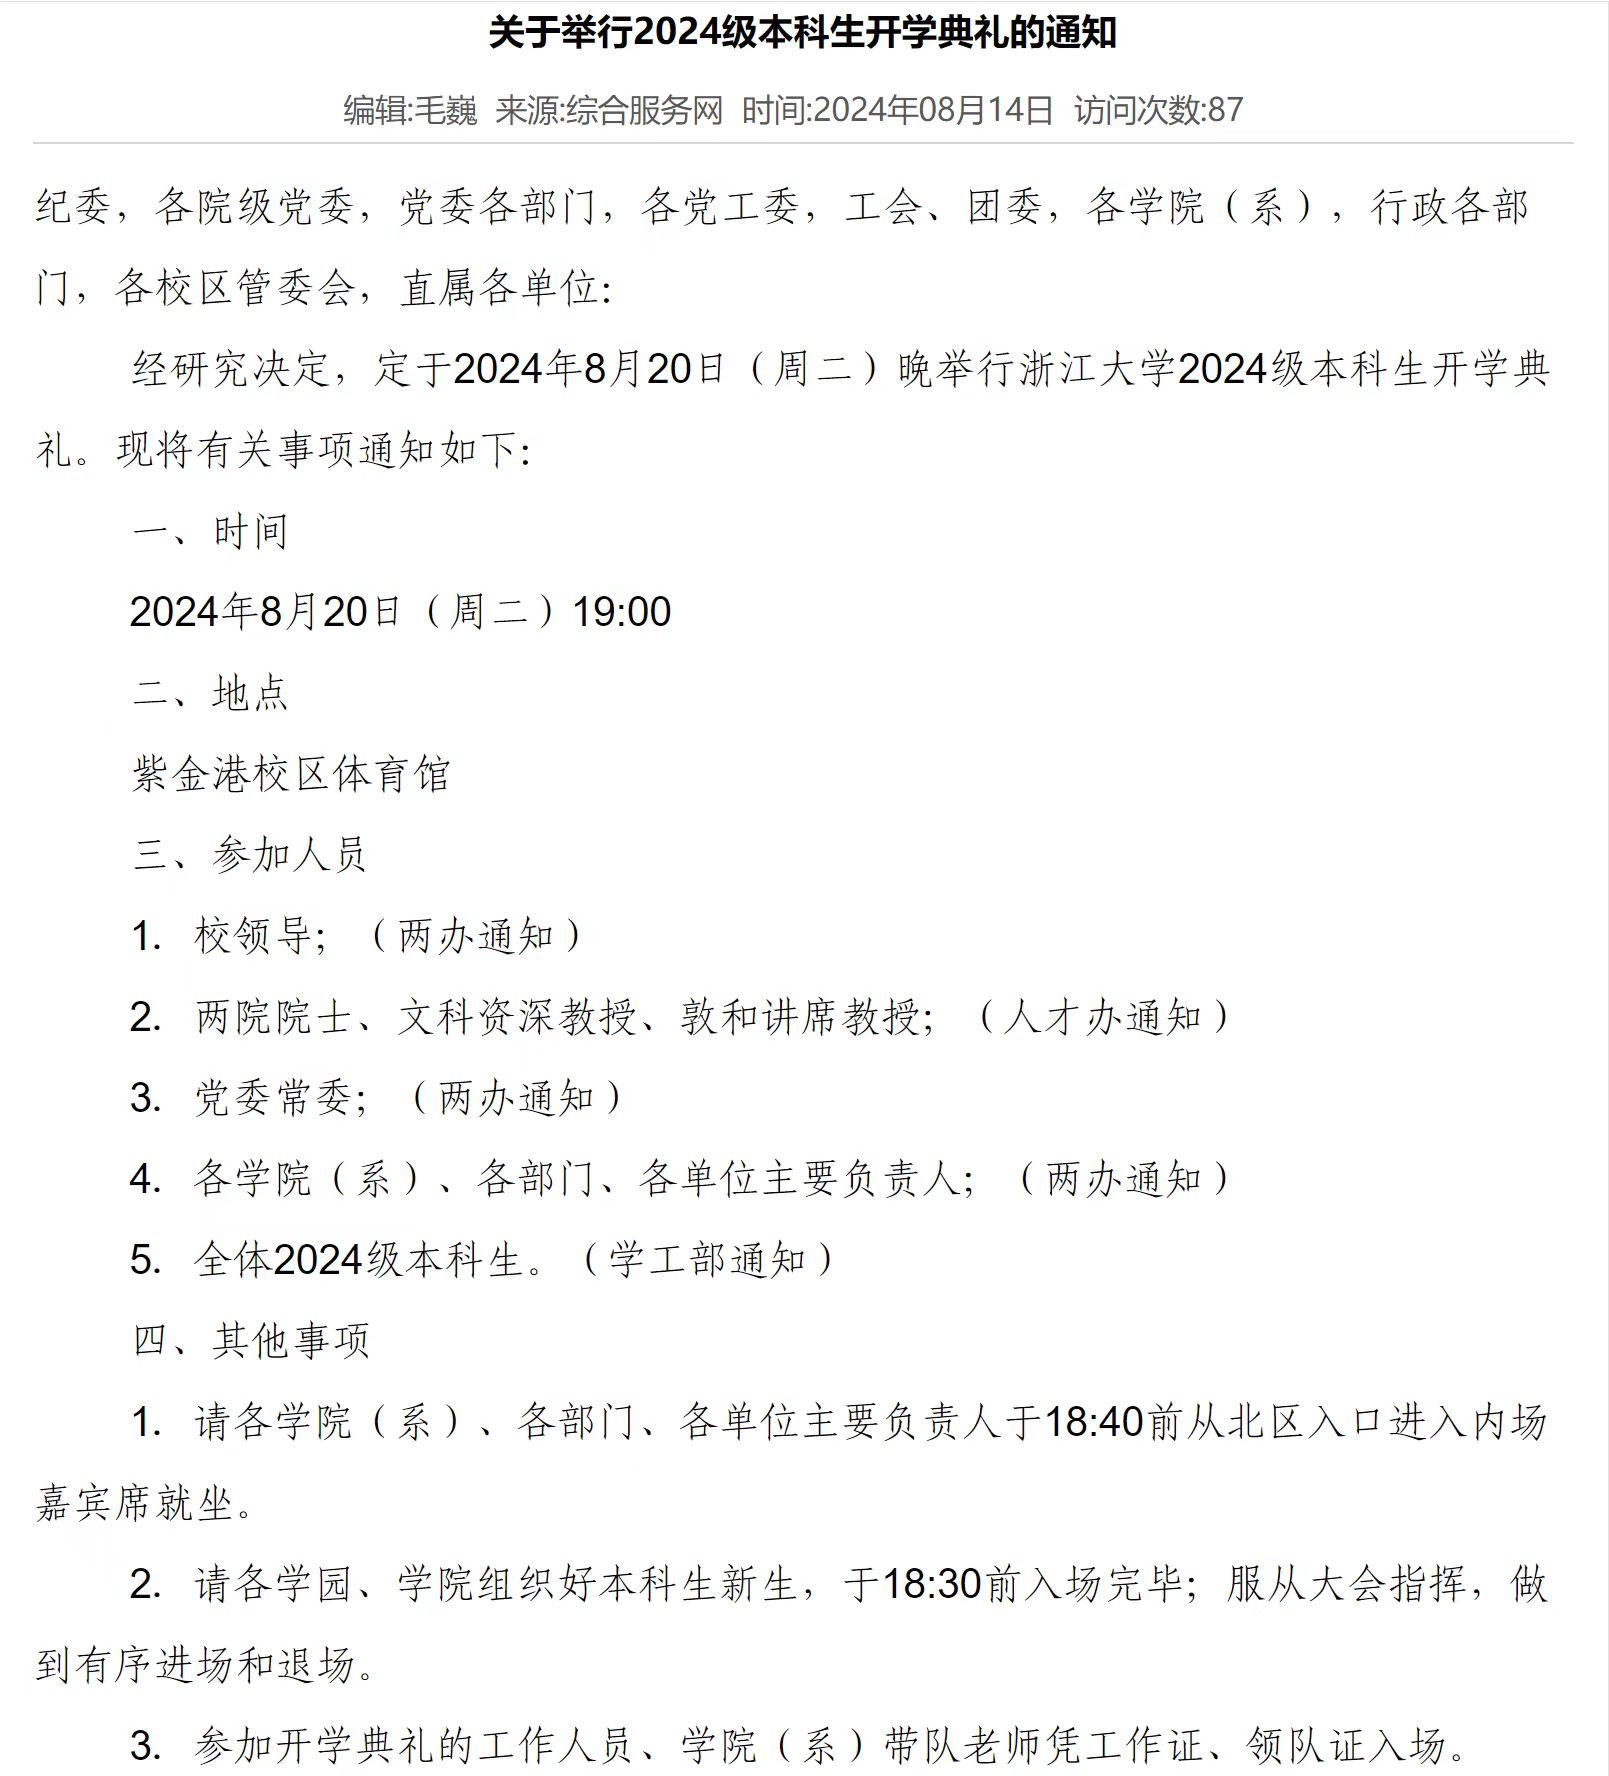 关于举行2024级本科生开学典礼的通知
编辑:毛巍 来源:综合服务网 时间:2024年08月14日 访问次数:87
纪委，各院级党委，党委各部门，各党工委，工会、团委，各学院（系），行政各部
门，各校区管委会，直属各单位：
经研究决定，定于2024年8月20日（周二）晚举行浙江大学2024级本科生开学典
礼。现将有关事项通知如下：
一、时间
2024年8月20日（周二）19:00
二、地点
紫金港校区体育馆
三、参加人员
1. 校领导；（两办通知）
2. 两院院士、文科资深教授、敦和讲席教授；（人才办通知）
3. 党委常委；（两办通知）
4. 各学院（系）、各部门、各单位主要负责人；（两办通知）
5. 全体2024级本科生。（学工部通知）
四、其他事项
1. 请各学院（系）、各部门、各单位主要负责人于18:40前从北区入口进入内场
嘉宾席就坐。
2. 请各学园、学院组织好本科生新生，于18:30前入场完毕；服从大会指挥，做
到有序进场和退场。
3. 参加开学典礼的工作人员、学院（系）带队老师凭工作证、领队证入场。